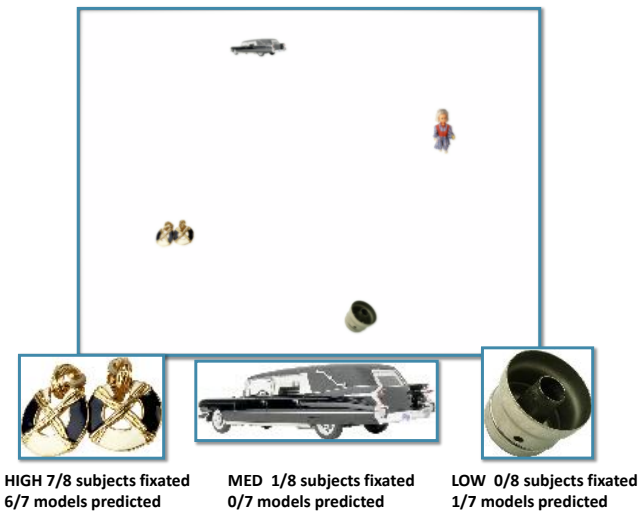 HIGH 7/8 subjects fixated
6/7 models predicted
MED 1/8 subjects fixated
0/7 models predicted
LOW 0/8 subjects fixated
1/7 models predicted